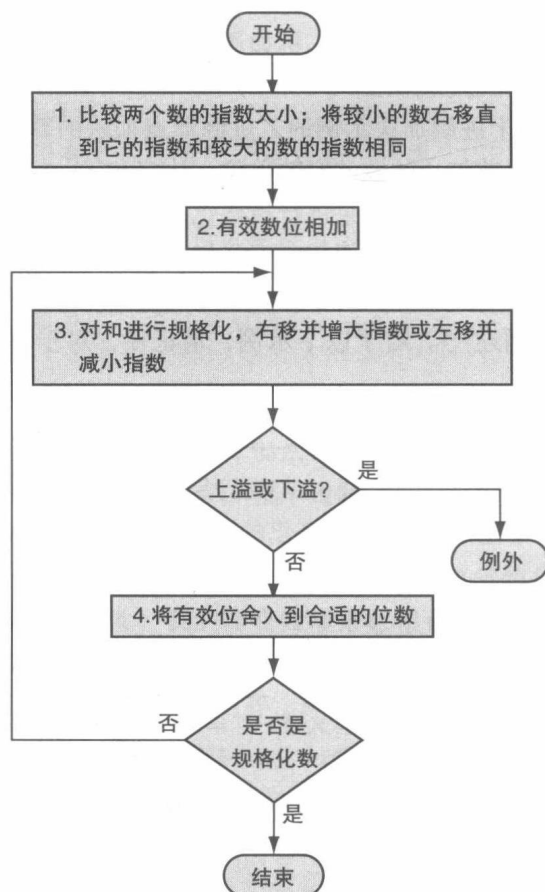 开始
1. 比较两个数的指数大小；将较小的数右移直
到它的指数和较大的数的指数相同
2.有效数位相加
3. 对和进行规格化，右移并增大指数或左移并
减小指数
上溢或下溢?
是
否
例外
4.将有效位舍入到合适的位数
否
是否是
规格化数
是
结束